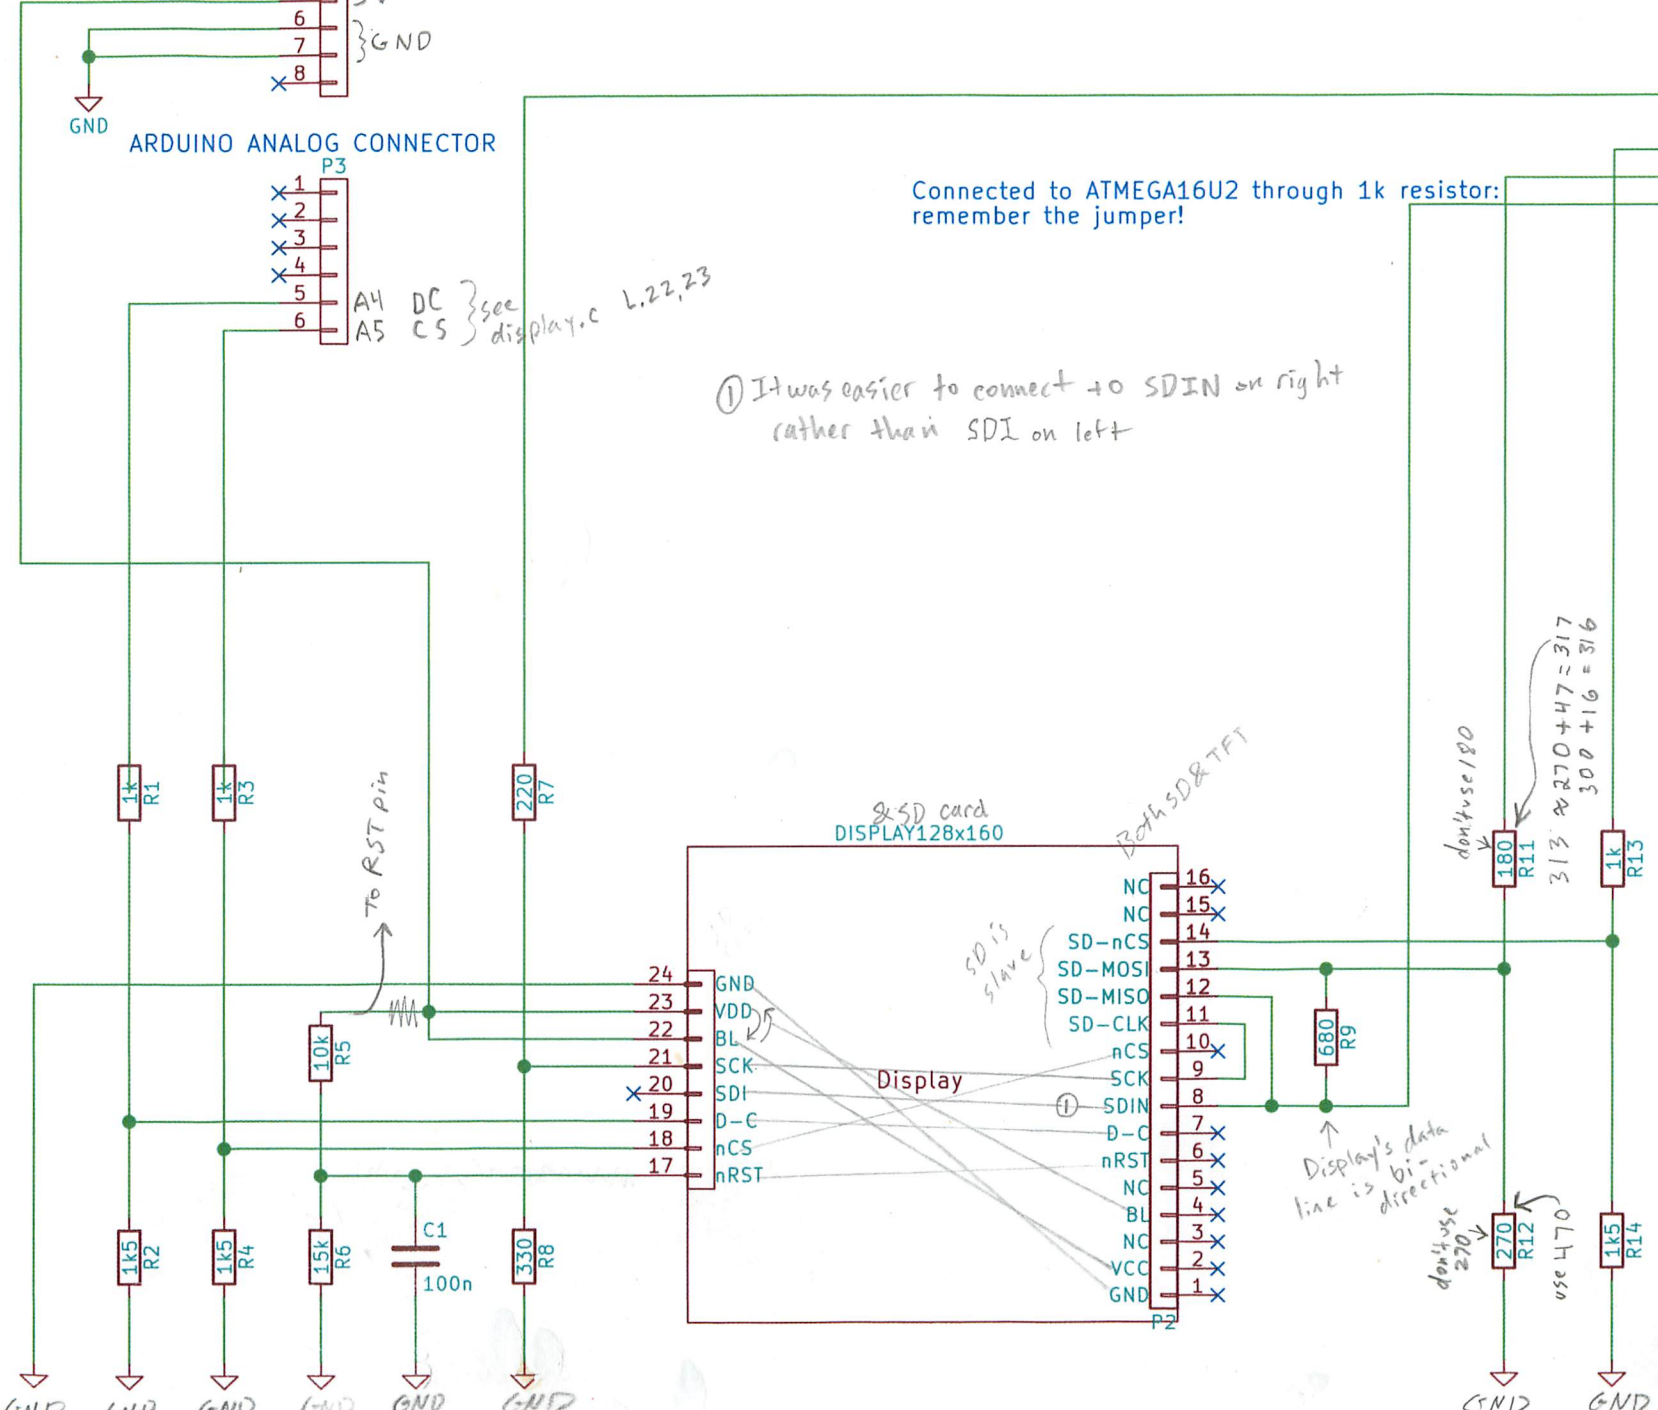 6
7
8
}GND
GND
ARDUINO ANALOG CONNECTOR
P3
1
2
3
4
5
6
A4 DC
A5 CS
see
display.c L.22,23
Connected to ATMEGA16U2 through 1k resistor:
remember the jumper!
① It was easier to connect to SDIN on right
rather than SDI on left
1k R1
1k R3
220 R7
To RST pin
& SD card
DISPLAY128x160
Both SD & TFT
don't use 180
180 R11
313 ≈ 270 + 47 = 317
300 + 16 = 316
1k R13
SD is
slave
24 GND
23 VDD
22 BL
21 SCK
20 SDI
19 D-C
18 nCS
17 nRST
Display
①
NC 16
NC 15
SD-nCS 14
SD-MOSI 13
SD-MISO 12
SD-CLK 11
nCS 10
SCK 9
SDIN 8
D-C 7
nRST 6
NC 5
BL 4
NC 3
VCC 2
GND 1
P2
10k R5
680 R9
Display's data
line is bi-
directional
1k5 R2
1k5 R4
15k R6
C1
100n
330 R8
don't use
270
270 R12
use 470
1k5 R14
GND
GND
GND
GND
GND
GND
GND
GND